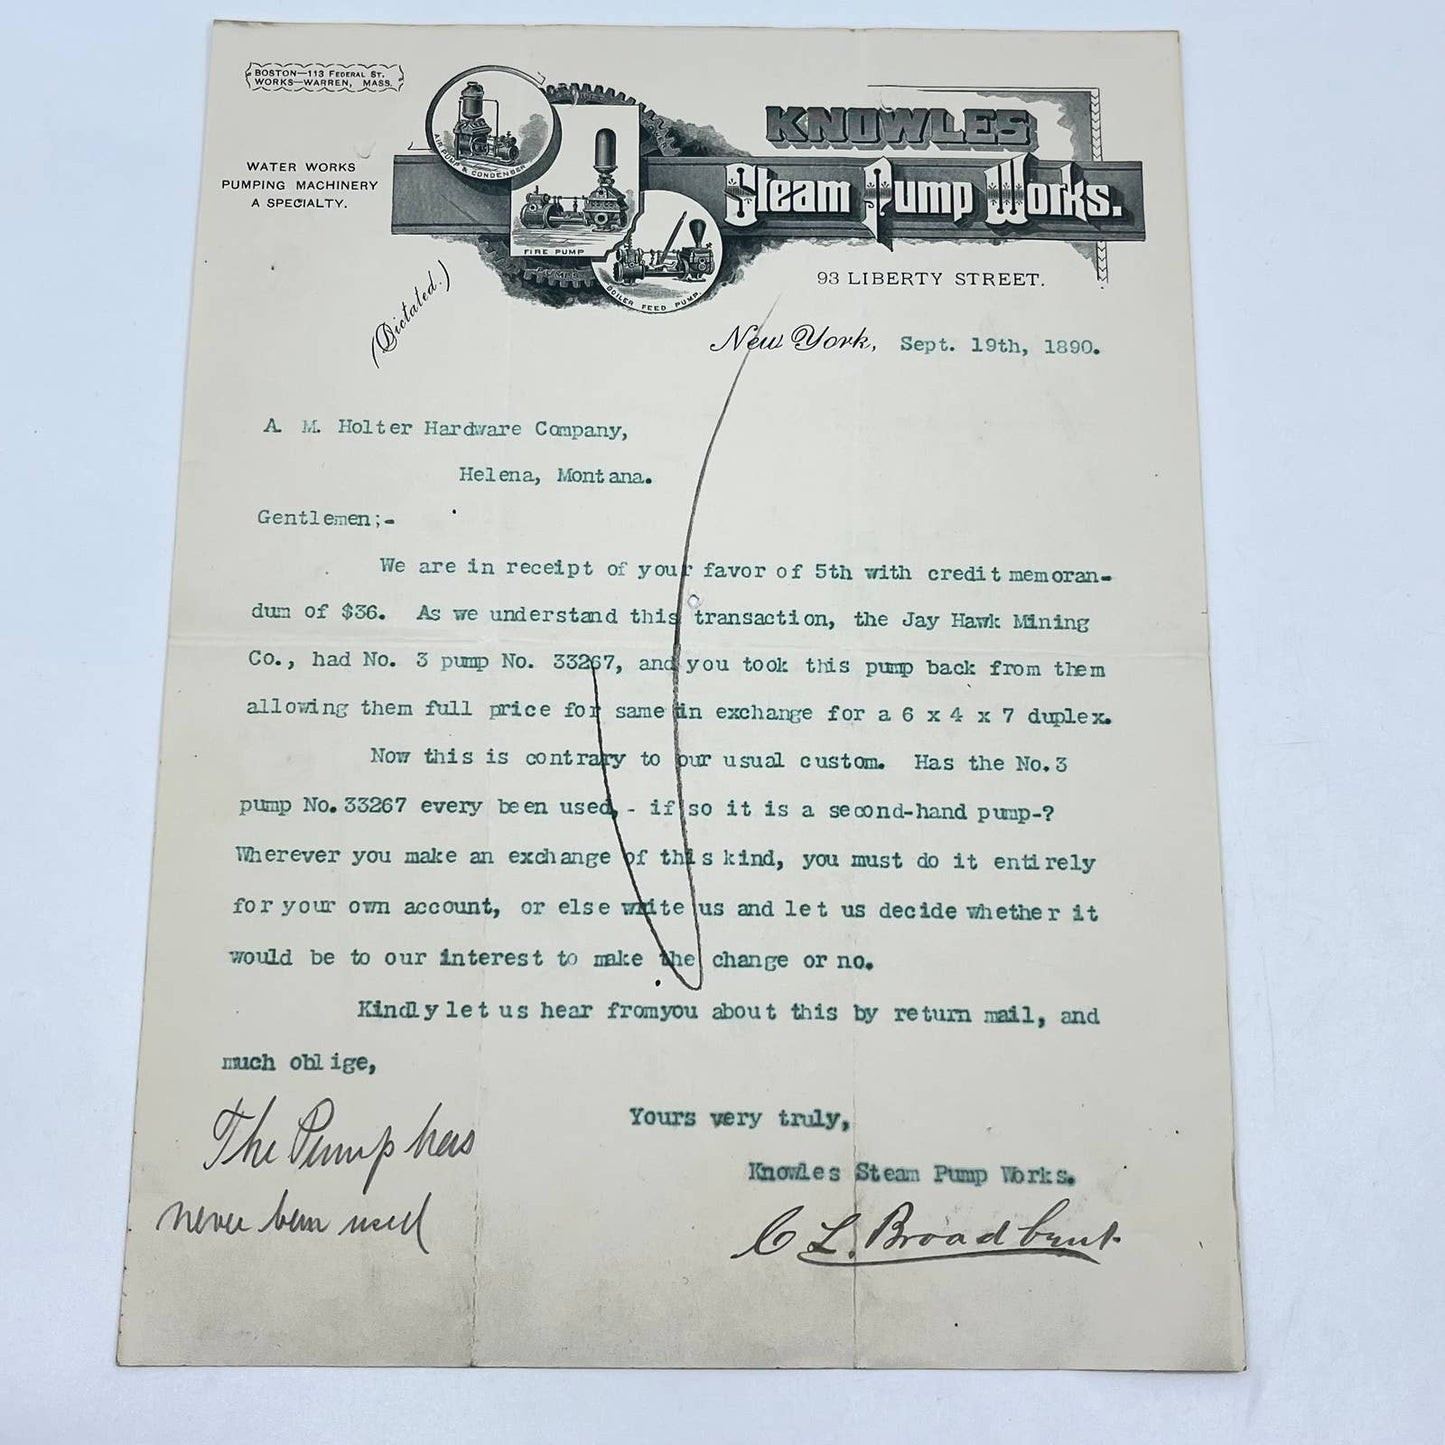 BOSTON—113 FEDERAL ST.
WORKS—WARREN, MASS.
WATER WORKS
PUMPING MACHINERY
A SPECIALTY.
AIR PUMP & CONDENSER
FIRE PUMP
BOILER FEED PUMP.
KNOWLES
Steam Pump Works.
93 LIBERTY STREET.
(Dictated.)
New York, Sept. 19th, 1890.
A. M. Holter Hardware Company,
Helena, Montana.
Gentlemen;-
We are in receipt of your favor of 5th with credit memoran-
dum of $36. As we understand this transaction, the Jay Hawk Mining
Co., had No. 3 pump No. 33267, and you took this pump back from them
allowing them full price for same in exchange for a 6 x 4 x 7 duplex.
Now this is contrary to our usual custom. Has the No.3
pump No.33267 every been used, - if so it is a second-hand pump-?
Wherever you make an exchange of this kind, you must do it entirely
for your own account, or else write us and let us decide whether it
would be to our interest to make the change or no.
Kindly let us hear from you about this by return mail, and
much oblige,
Yours very truly,
Knowles Steam Pump Works.
C L. Broadbent
The Pump has
never been used